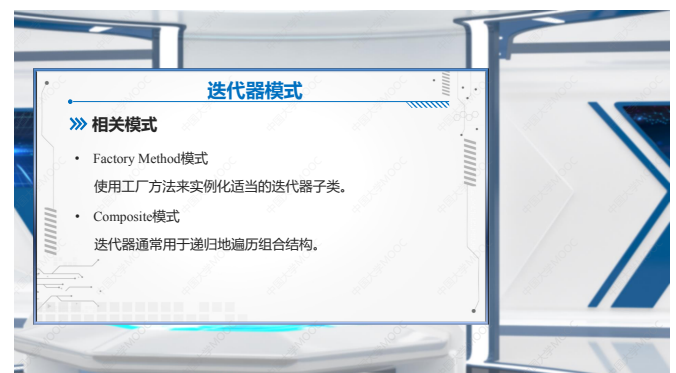 迭代器模式
相关模式
• Factory Method模式
使用工厂方法来实例化适当的迭代器子类。
• Composite模式
迭代器通常用于递归地遍历组合结构。